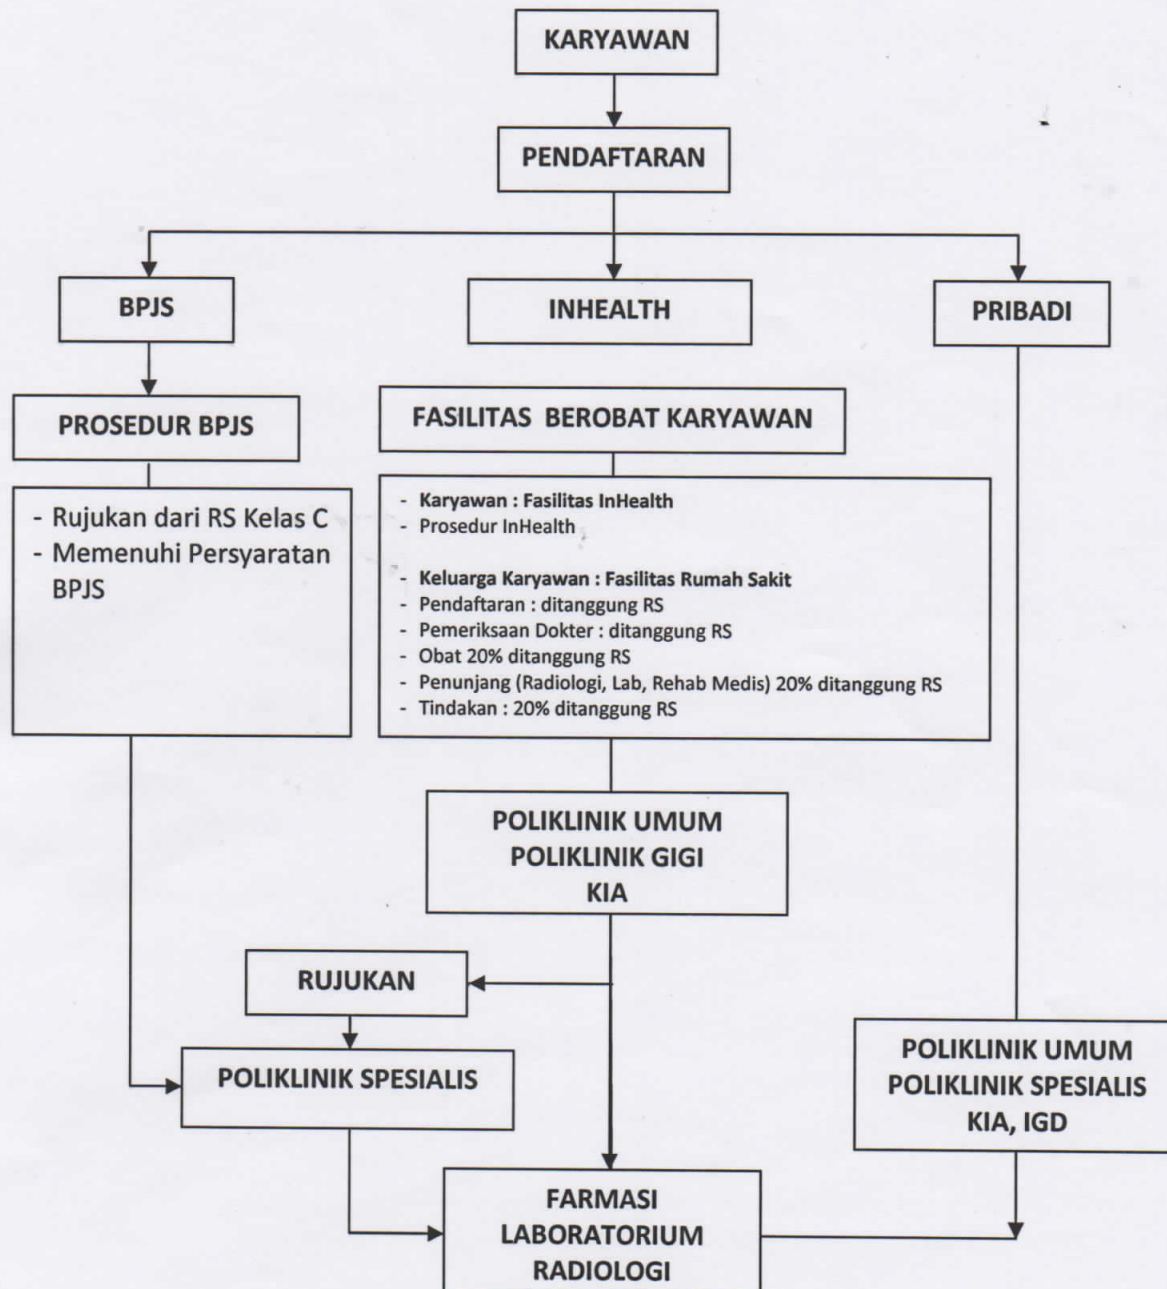 KARYAWAN
PENDAFTARAN
BPJS
INHEALTH
PRIBADI
PROSEDUR BPJS
FASILITAS BEROBAT KARYAWAN
- Rujukan dari RS Kelas C
- Memenuhi Persyaratan
BPJS
- Karyawan : Fasilitas InHealth
- Prosedur InHealth
- Keluarga Karyawan : Fasilitas Rumah Sakit
- Pendaftaran : ditanggung RS
- Pemeriksaan Dokter : ditanggung RS
- Obat 20% ditanggung RS
- Penunjang (Radiologi, Lab, Rehab Medis) 20% ditanggung RS
- Tindakan : 20% ditanggung RS
POLIKLINIK UMUM
POLIKLINIK GIGI
KIA
RUJUKAN
POLIKLINIK SPESIALIS
POLIKLINIK UMUM
POLIKLINIK SPESIALIS
KIA, IGD
FARMASI
LABORATORIUM
RADIOLOGI